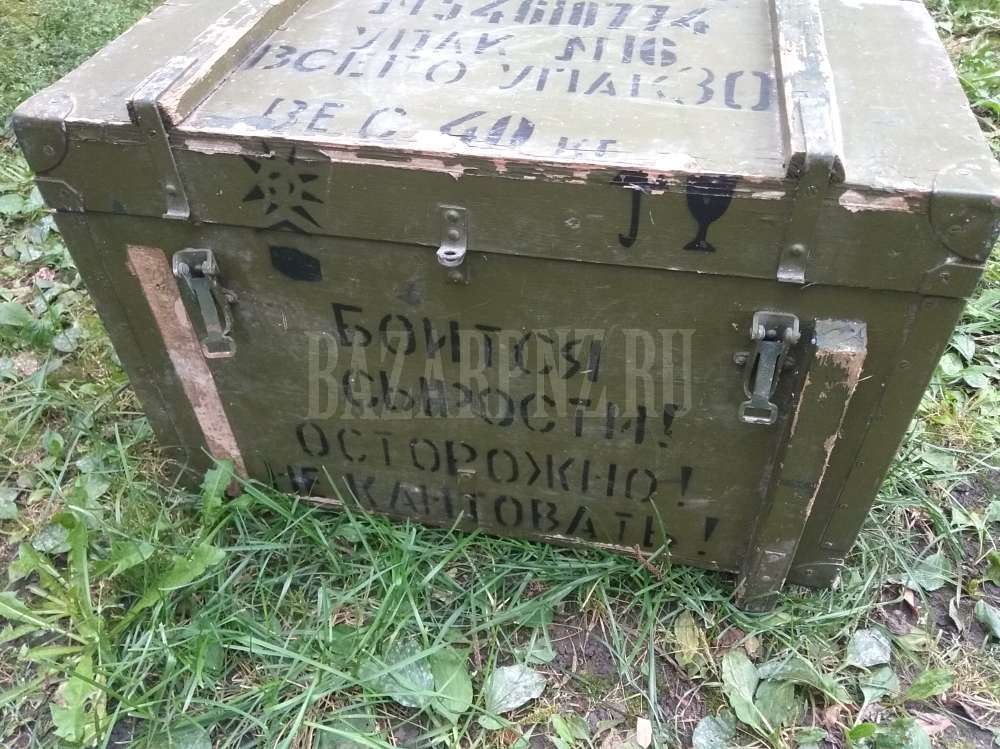 УПАК №16
ВСЕГО УПАК 30
ВЕС 40 кг
БОИТСЯ
СЫРОСТИ!
ОСТОРОЖНО!
НЕ КАНТОВАТЬ!
BAZARENZ.RU